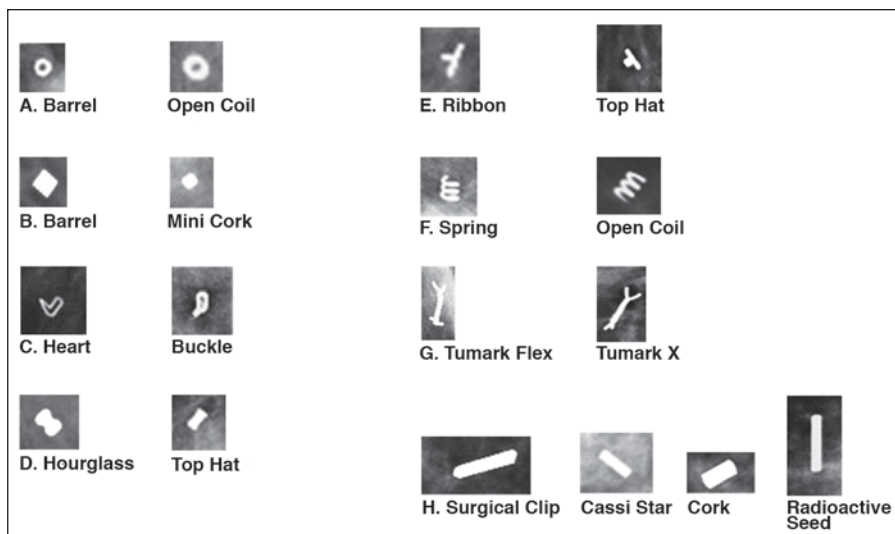 A. Barrel
Open Coil
E. Ribbon
Top Hat
B. Barrel
Mini Cork
F. Spring
Open Coil
C. Heart
Buckle
G. Tumark Flex
Tumark X
D. Hourglass
Top Hat
H. Surgical Clip
Cassi Star
Cork
Radioactive
Seed